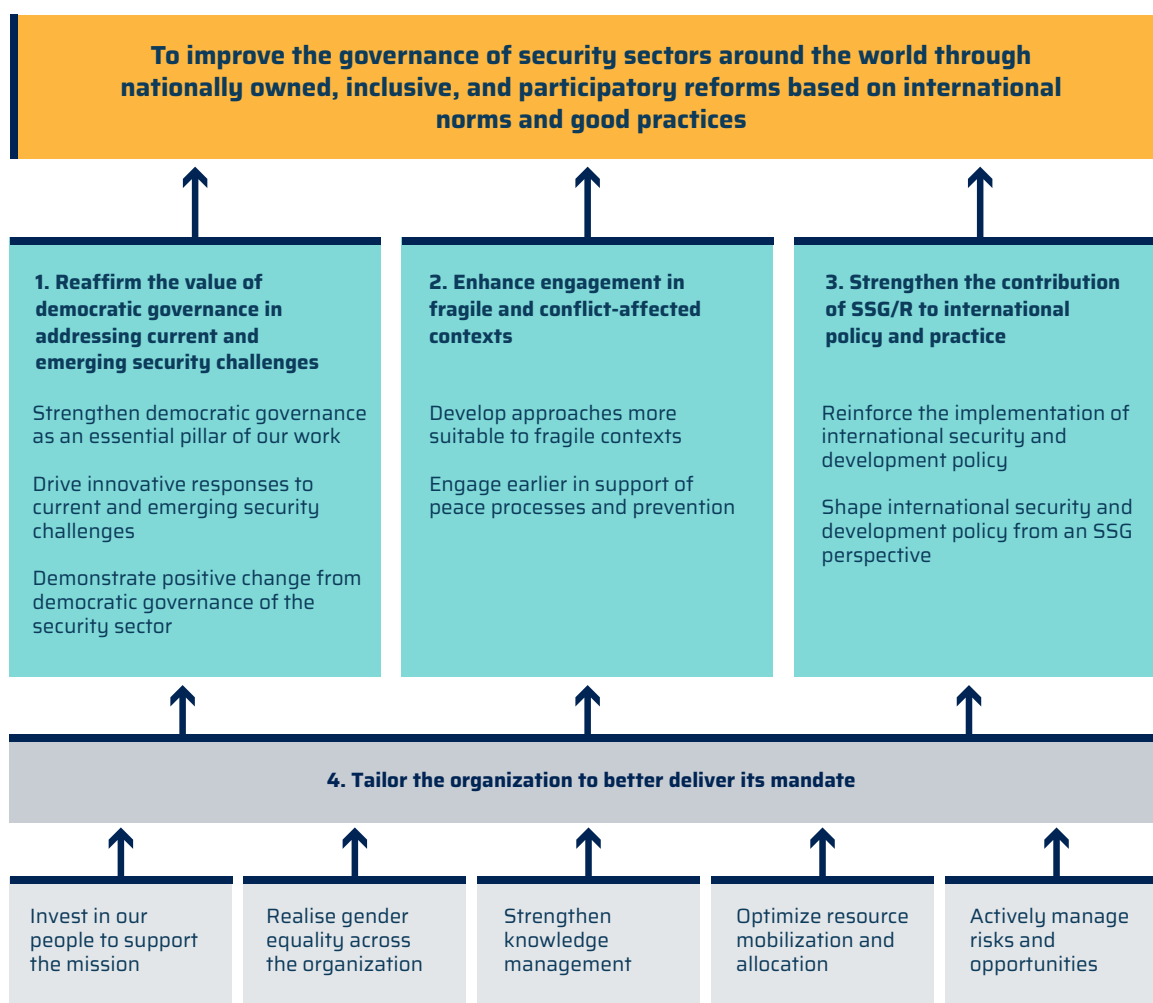 To improve the governance of security sectors around the world through
nationally owned, inclusive, and participatory reforms based on international
norms and good practices
1. Reaffirm the value of
democratic governance in
addressing current and
emerging security challenges
Strengthen democratic governance
as an essential pillar of our work
Drive innovative responses to
current and emerging security
challenges
Demonstrate positive change from
democratic governance of the
security sector
2. Enhance engagement in
fragile and conflict-affected
contexts
Develop approaches more
suitable to fragile contexts
Engage earlier in support of
peace processes and prevention
3. Strengthen the contribution
of SSG/R to international
policy and practice
Reinforce the implementation of
international security and
development policy
Shape international security and
development policy from an SSG
perspective
4. Tailor the organization to better deliver its mandate
Invest in our
people to support
the mission
Realise gender
equality across
the organization
Strengthen
knowledge
management
Optimize resource
mobilization and
allocation
Actively manage
risks and
opportunities